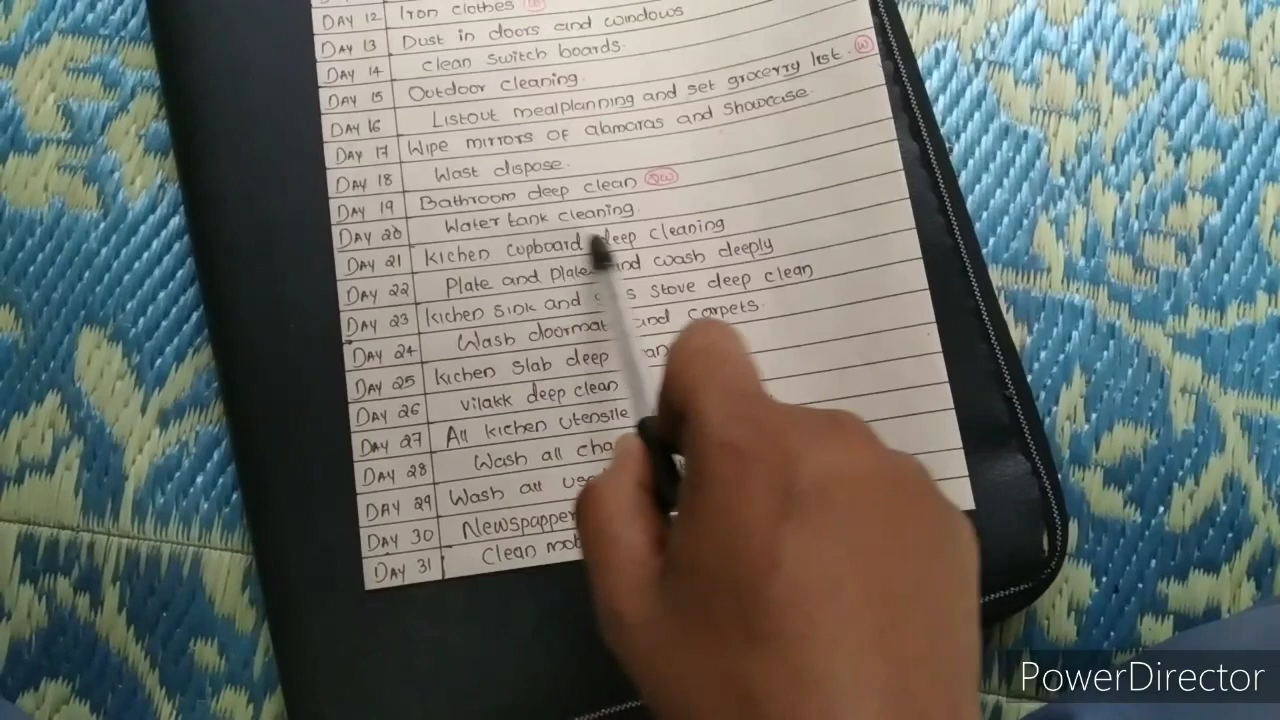 DAY 12 Iron clothes
DAY 13 Dust in doors and windows
DAY 14 clean switch boards.
DAY 15 Outdoor cleaning.
DAY 16 Listout mealplanning and set grocerry list. W
DAY 17 Wipe mirrors of alamaras and showcase.
DAY 18 Wast dispose.
DAY 19 Bathroom deep clean
DAY 20 Water tank cleaning
DAY 21 kichen cupboard deep cleaning
DAY 22 Plate and plate and wash deeply
DAY 23 kichen sink and stove deep clean
DAY 24 Wash doormat and carpets.
DAY 25 kichen slab deep
DAY 26 vilakk deep clean
DAY 27 All kichen utensile
DAY 28 Wash all
DAY 29 Wash all
DAY 30 Newspapper
DAY 31 Clean
PowerDirector